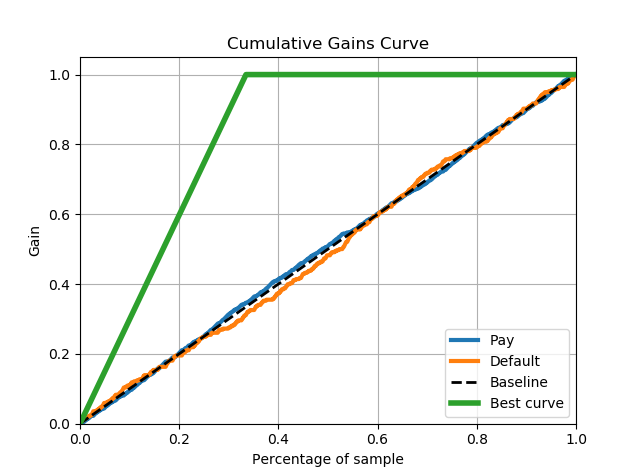 Cumulative Gains Curve
1.0
0.8
0.6
0.4
0.2
0.0
Gain
0.0 0.2 0.4 0.6 0.8 1.0
Percentage of sample
Pay
Default
Baseline
Best curve